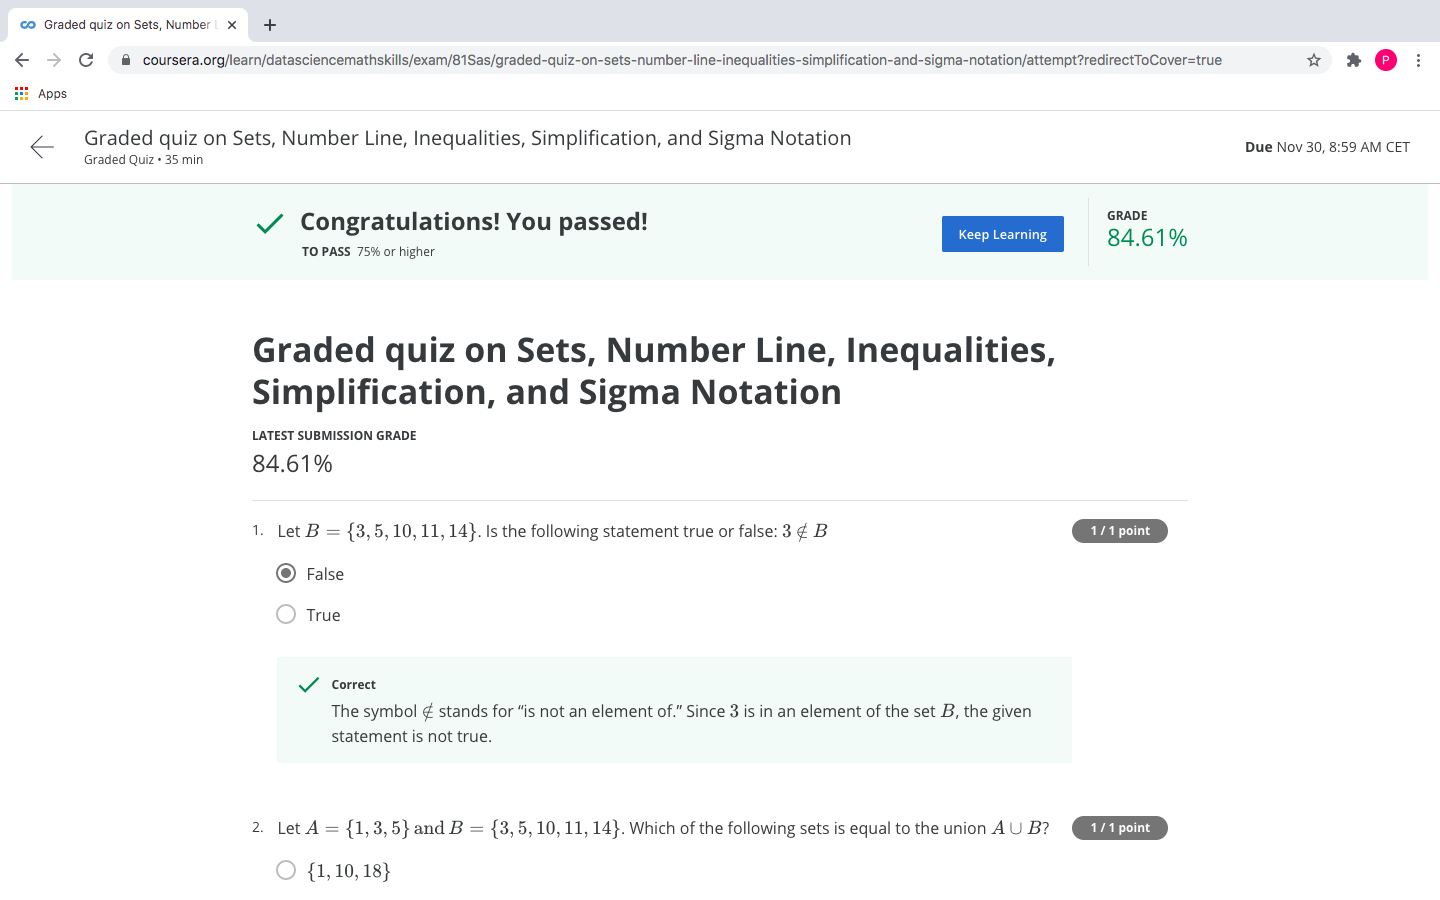 Graded quiz on Sets, Number L
coursera.org/learn/datasciencemathskills/exam/81Sas/graded-quiz-on-sets-number-line-inequalities-simplification-and-sigma-notation/attempt?redirectToCover=true
P
Apps
Graded quiz on Sets, Number Line, Inequalities, Simplification, and Sigma Notation
Graded Quiz • 35 min
Due Nov 30, 8:59 AM CET
Congratulations! You passed!
TO PASS 75% or higher
Keep Learning
GRADE
84.61%
Graded quiz on Sets, Number Line, Inequalities,
Simplification, and Sigma Notation
LATEST SUBMISSION GRADE
84.61%
1. Let B = {3, 5, 10, 11, 14}. Is the following statement true or false: 3 ∉ B
1 / 1 point
False
True
Correct
The symbol ∉ stands for “is not an element of.” Since 3 is in an element of the set B, the given
statement is not true.
2. Let A = {1, 3, 5} and B = {3, 5, 10, 11, 14}. Which of the following sets is equal to the union A ∪ B?
1 / 1 point
{1, 10, 18}